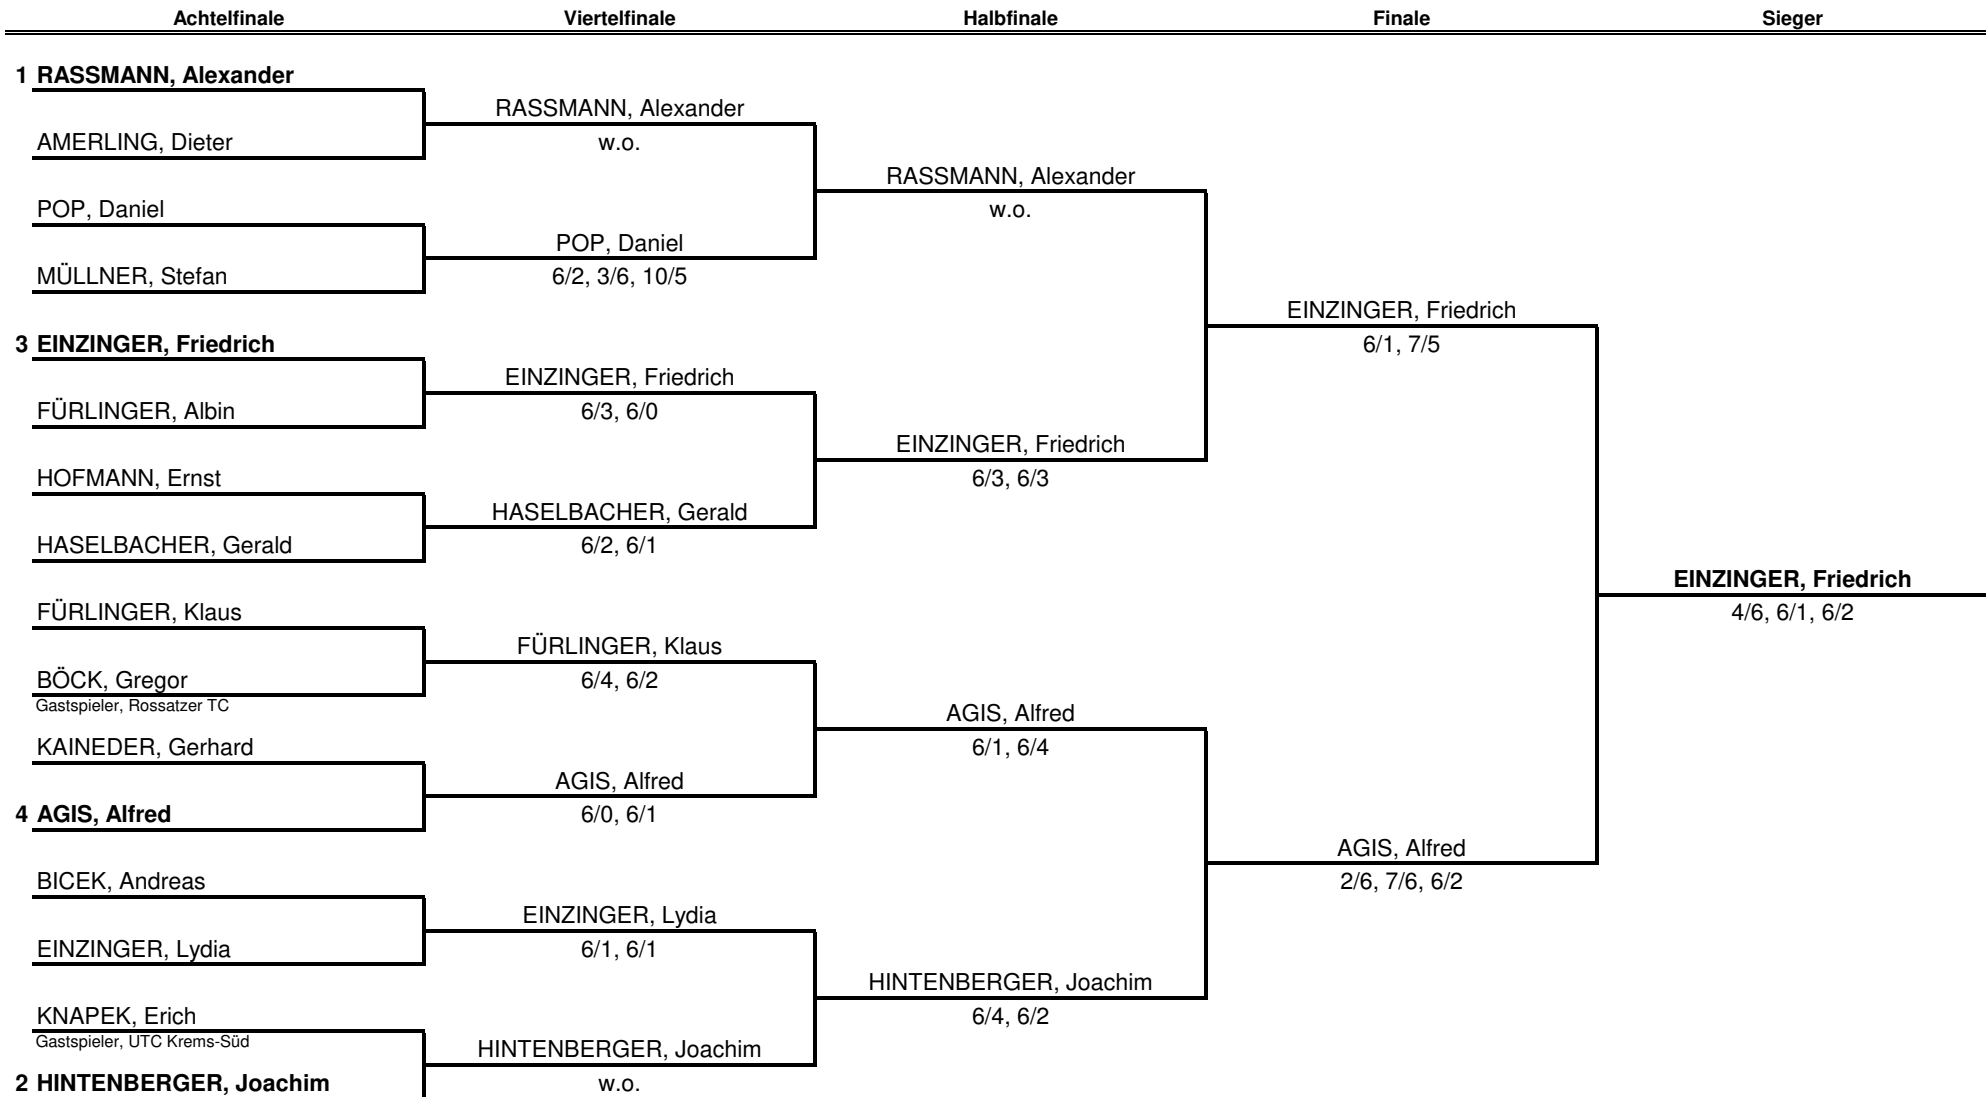 Achtelfinale Viertelfinale Halbfinale Finale Sieger
1 RASSMANN, Alexander
RASSMANN, Alexander
AMERLING, Dieter
w.o.
RASSMANN, Alexander
w.o.
POP, Daniel
POP, Daniel
MÜLLNER, Stefan
6/2, 3/6, 10/5
EINZINGER, Friedrich
6/1, 7/5
3 EINZINGER, Friedrich
EINZINGER, Friedrich
FÜRLINGER, Albin
6/3, 6/0
EINZINGER, Friedrich
6/3, 6/3
HOFMANN, Ernst
HASELBACHER, Gerald
HASELBACHER, Gerald
6/2, 6/1
EINZINGER, Friedrich
4/6, 6/1, 6/2
FÜRLINGER, Klaus
FÜRLINGER, Klaus
BÖCK, Gregor
6/4, 6/2
Gastspieler, Rossatzer TC
AGIS, Alfred
6/1, 6/4
KAINEDER, Gerhard
AGIS, Alfred
4 AGIS, Alfred
6/0, 6/1
AGIS, Alfred
2/6, 7/6, 6/2
BICEK, Andreas
EINZINGER, Lydia
EINZINGER, Lydia
6/1, 6/1
HINTENBERGER, Joachim
6/4, 6/2
KNAPEK, Erich
Gastspieler, UTC Krems-Süd
HINTENBERGER, Joachim
2 HINTENBERGER, Joachim
w.o.